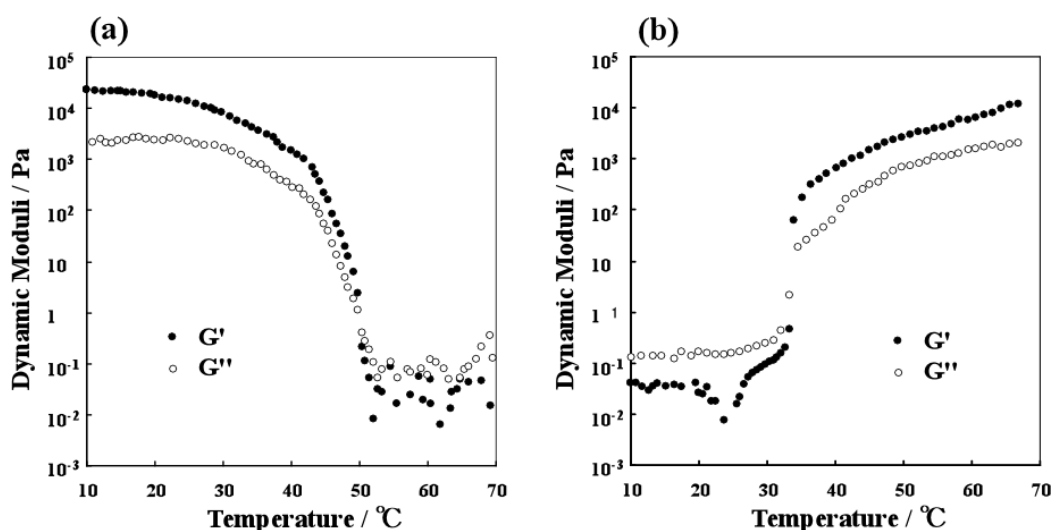 (a)
10⁵
10⁴
10³
10²
10
1
10⁻¹
10⁻²
10⁻³
Dynamic Moduli / Pa
G'
G''
10 20 30 40 50 60 70
Temperature / °C
(b)
10⁵
10⁴
10³
10²
10
1
10⁻¹
10⁻²
10⁻³
Dynamic Moduli / Pa
G'
G''
10 20 30 40 50 60 70
Temperature / °C